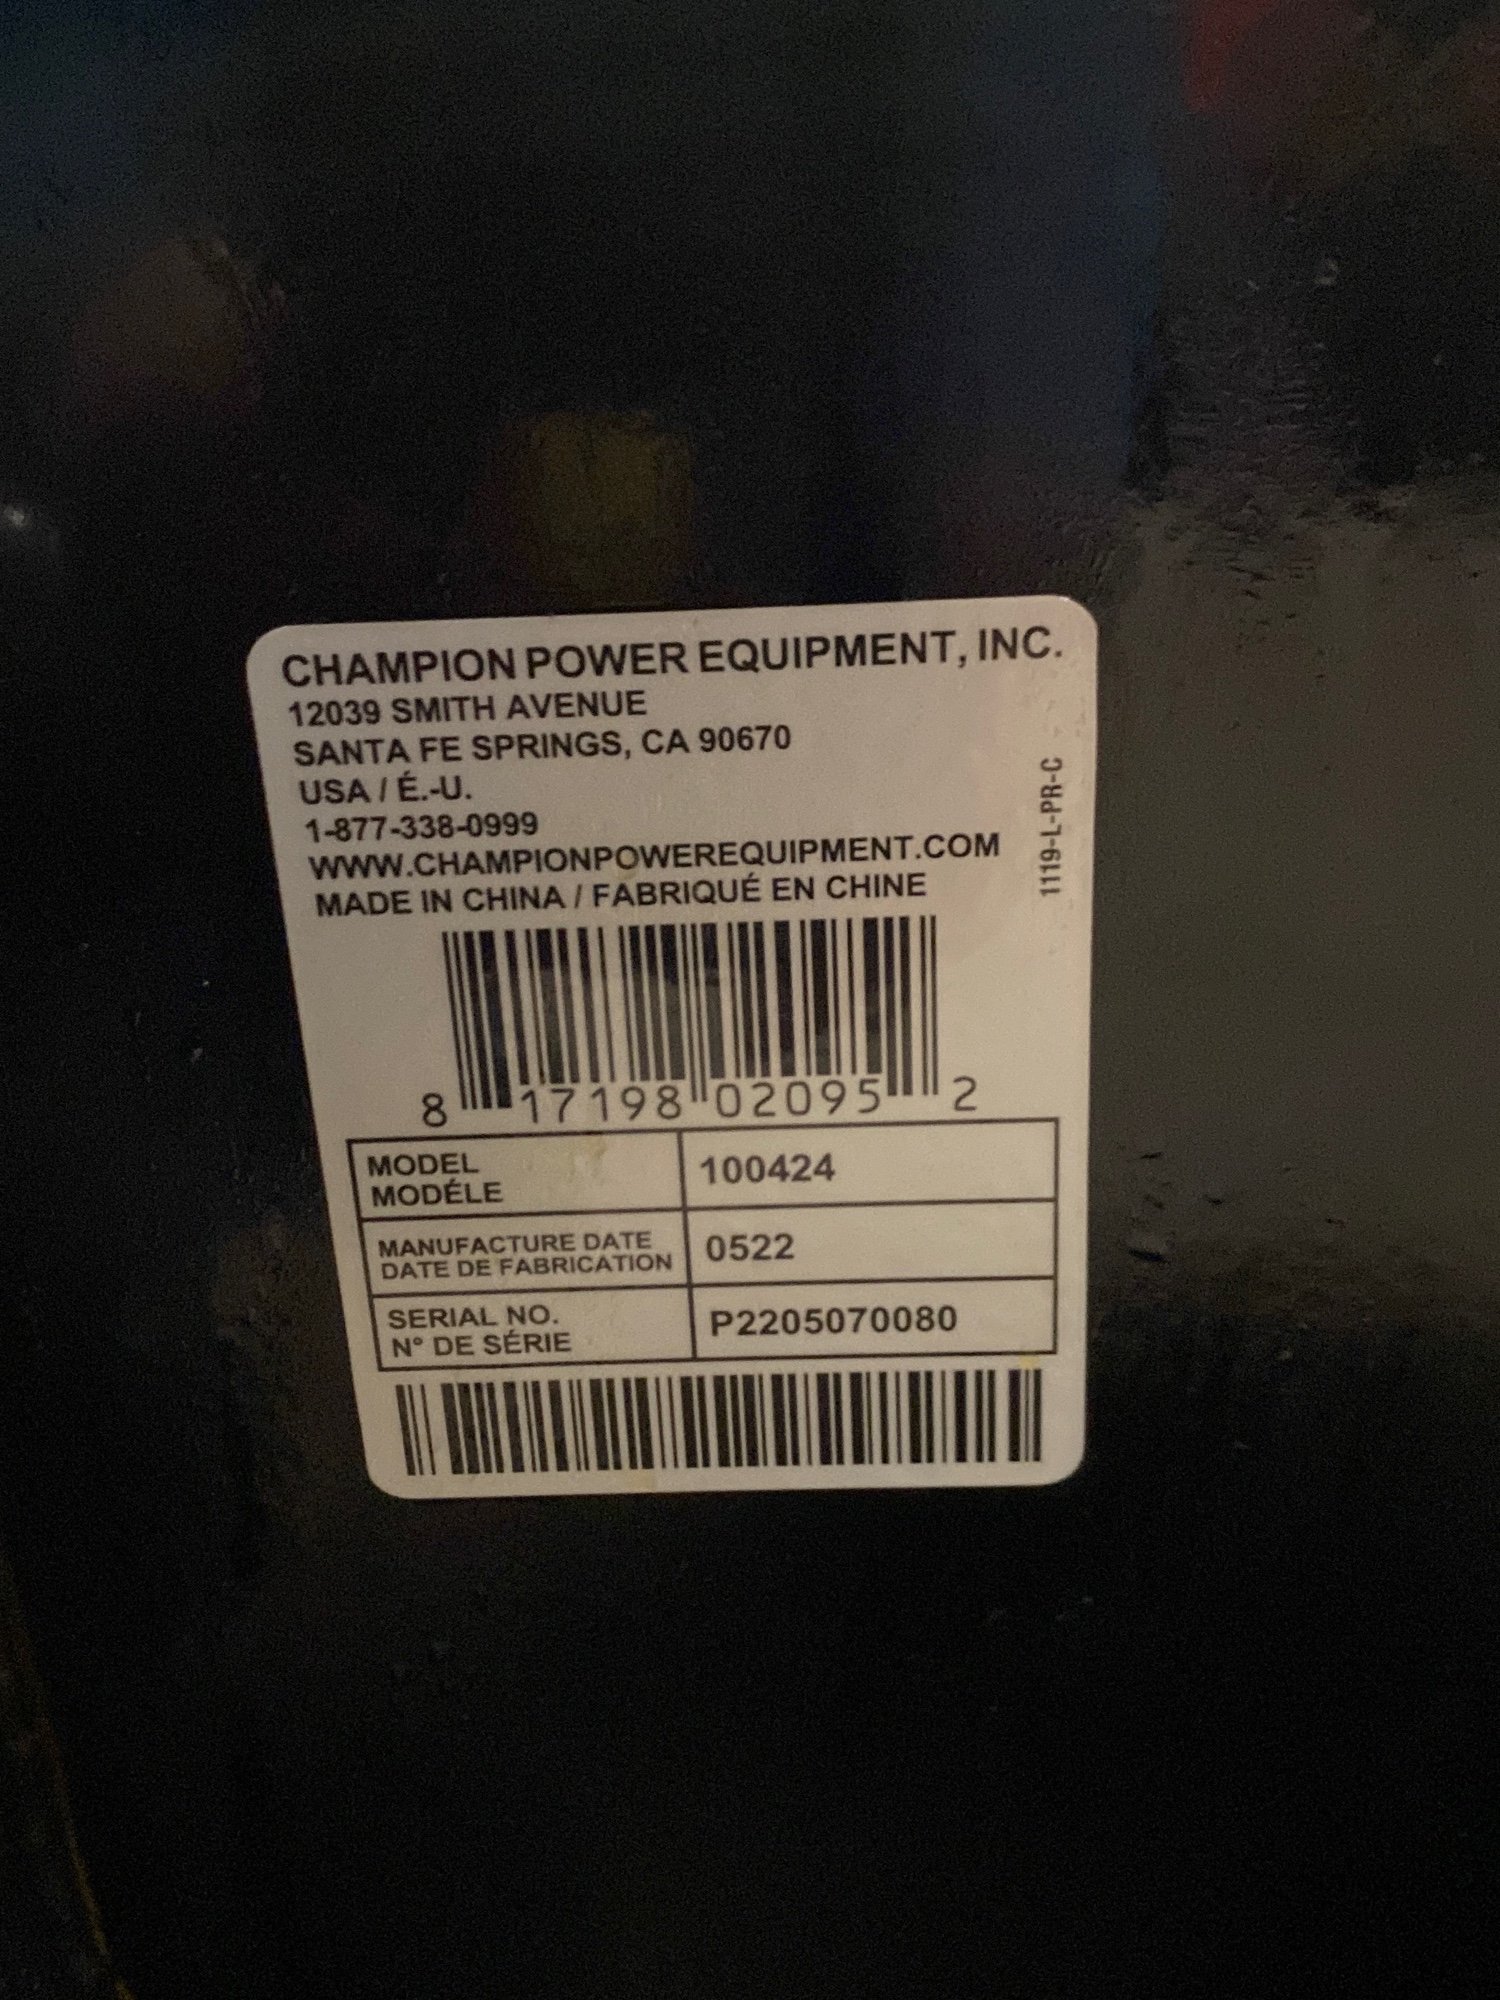 CHAMPION POWER EQUIPMENT, INC.
12039 SMITH AVENUE
SANTA FE SPRINGS, CA 90670
USA / É.-U.
1-877-338-0999
WWW.CHAMPIONPOWEREQUIPMENT.COM
MADE IN CHINA / FABRIQUÉ EN CHINE
1119-L-PR-C
8 17198 02095 2
MODEL
MODÉLE
100424
MANUFACTURE DATE
DATE DE FABRICATION
0522
SERIAL NO.
N° DE SÉRIE
P2205070080